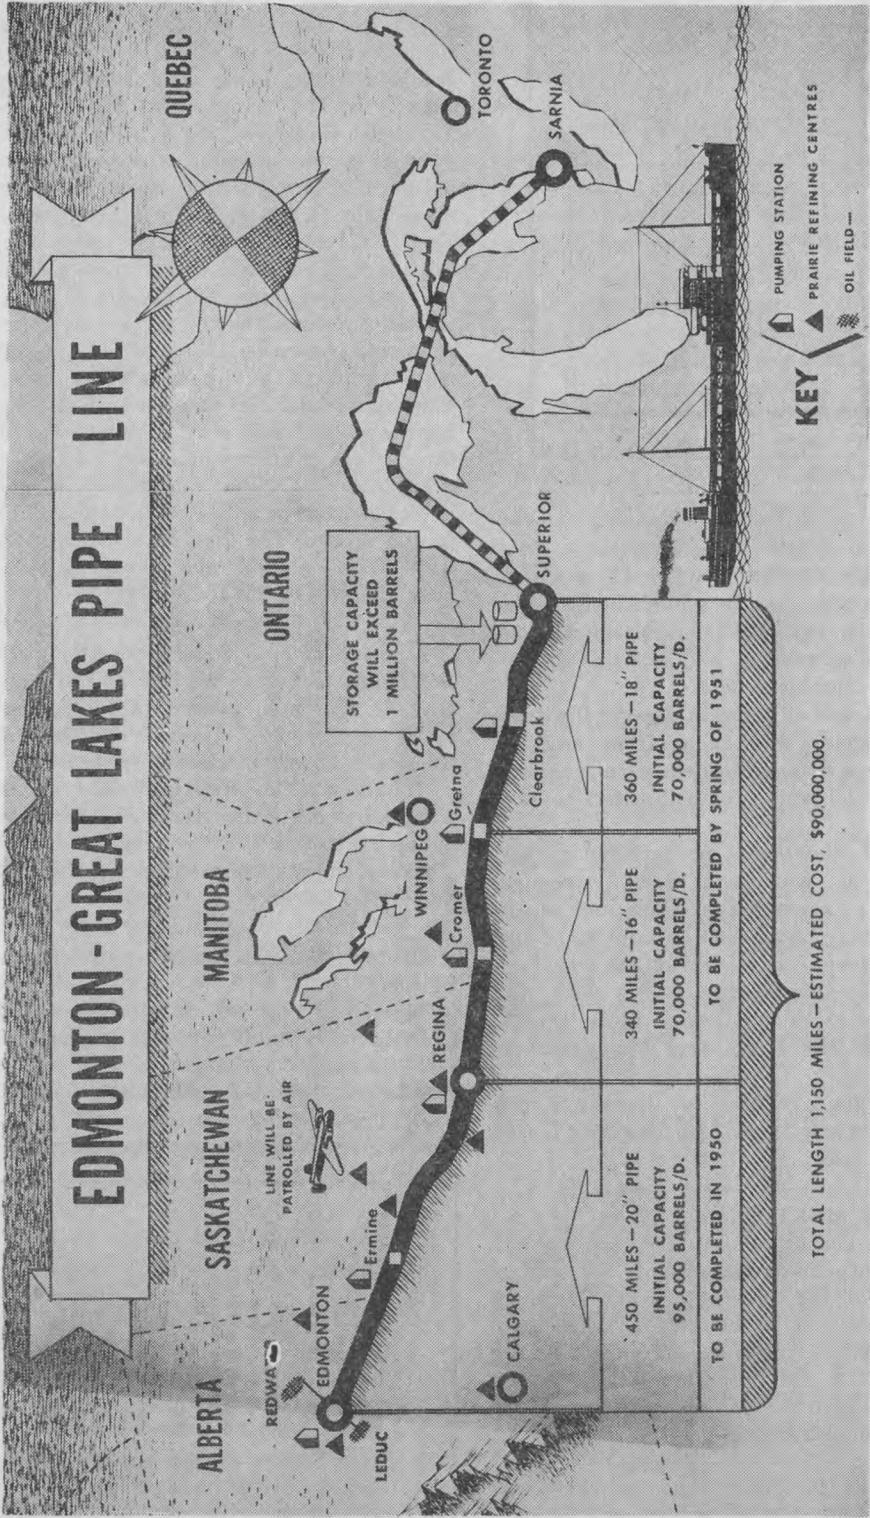 EDMONTON - GREAT LAKES PIPE LINE
ALBERTA
SASKATCHEWAN
MANITOBA
ONTARIO
QUEBEC
LINE WILL BE
PATROLLED BY AIR
STORAGE CAPACITY
WILL EXCEED
1 MILLION BARRELS
EDMONTON
LEDUC
CALGARY
Ermine
REGINA
Cromer
WINNIPEG
Gretna
Clearbrook
SUPERIOR
SARNIA
TORONTO
450 MILES—20" PIPE
INITIAL CAPACITY
95,000 BARRELS/D.
TO BE COMPLETED IN 1950
340 MILES—16" PIPE
INITIAL CAPACITY
70,000 BARRELS/D.
360 MILES—18" PIPE
INITIAL CAPACITY
70,000 BARRELS/D.
TO BE COMPLETED BY SPRING OF 1951
TOTAL LENGTH 1,150 MILES—ESTIMATED COST, $90,000,000.
KEY
PUMPING STATION
PRAIRIE REFINING CENTRES
OIL FIELD—